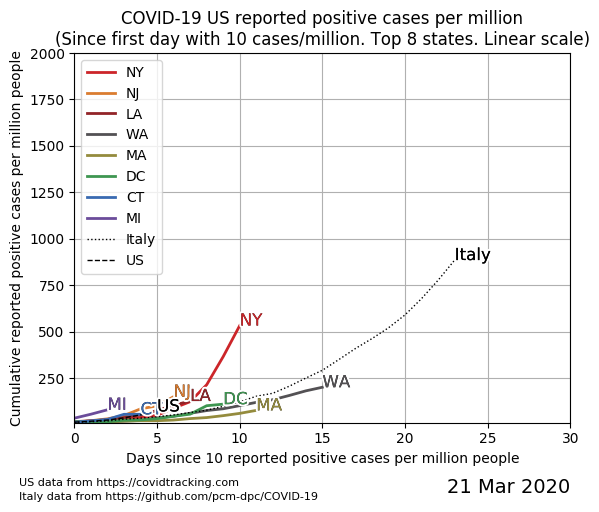 COVID-19 US reported positive cases per million
(Since first day with 10 cases/million. Top 8 states. Linear scale)
Cumulative reported positive cases per million people
2000
1750
1500
1250
1000
750
500
250
NY
NJ
LA
WA
MA
DC
CT
MI
Italy
US
Italy
NY
WA
NJ
LA
DC
MI
US
MA
0
5
10
15
20
25
30
Days since 10 reported positive cases per million people
US data from https://covidtracking.com
Italy data from https://github.com/pcm-dpc/COVID-19
21 Mar 2020